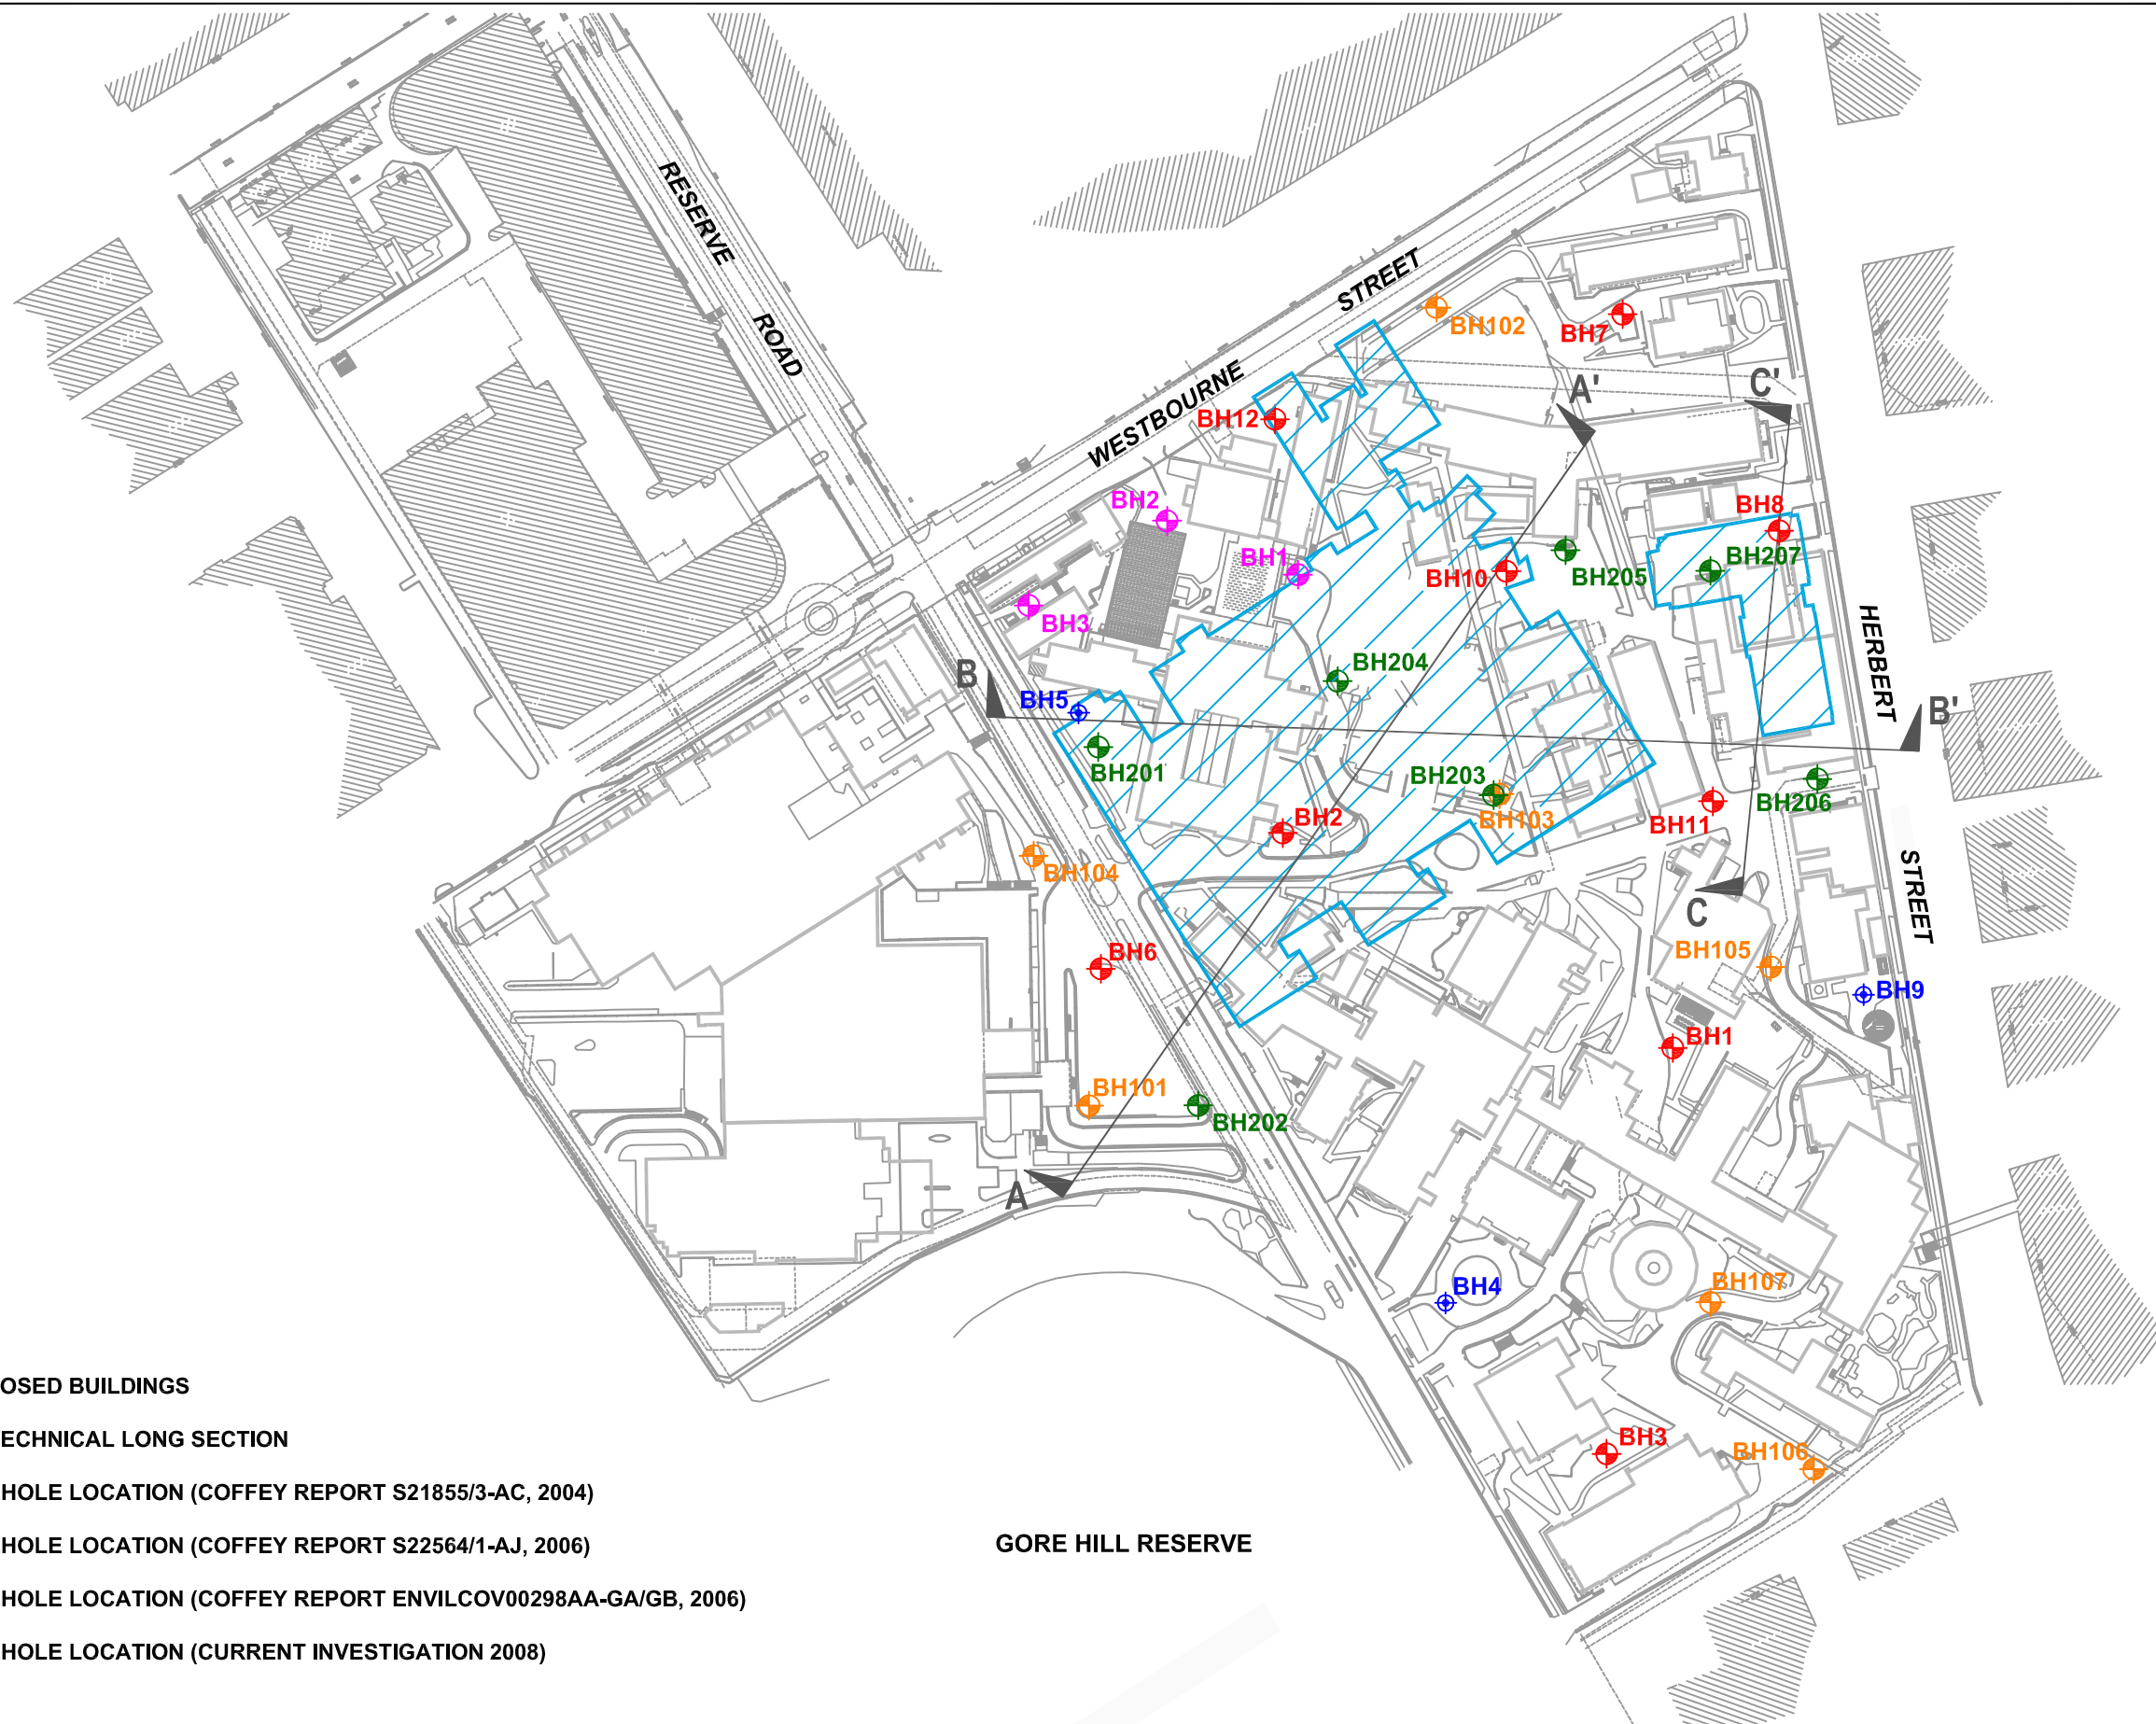 RESERVE
ROAD
WESTBOURNE
STREET
BH102
BH7
A'
C'
BH12
BH2
BH1
BH3
BH10
BH205
BH8
BH207
HERBERT
STREET
B
BH5
BH204
B'
BH201
BH203
BH103
BH206
BH2
BH11
BH104
C
BH6
BH105
BH9
BH1
BH101
BH202
A
BH4
BH107
BH3
BH106
OSED BUILDINGS
ECHNICAL LONG SECTION
HOLE LOCATION (COFFEY REPORT S21855/3-AC, 2004)
HOLE LOCATION (COFFEY REPORT S22564/1-AJ, 2006)
HOLE LOCATION (COFFEY REPORT ENVILCOV00298AA-GA/GB, 2006)
HOLE LOCATION (CURRENT INVESTIGATION 2008)
GORE HILL RESERVE